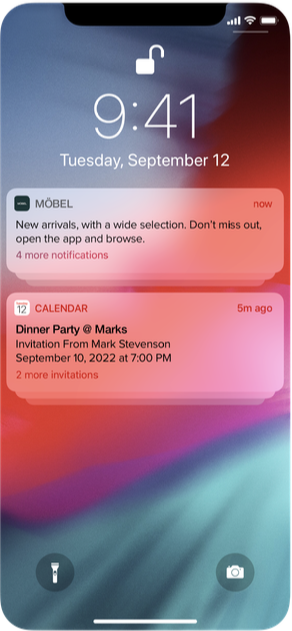 9:41
Tuesday, September 12
MÖBEL now
New arrivals, with a wide selection. Don't miss out,
open the app and browse.
4 more notifications
12 CALENDAR 5m ago
Dinner Party @ Marks
Invitation From Mark Stevenson
September 10, 2022 at 7:00 PM
2 more invitations